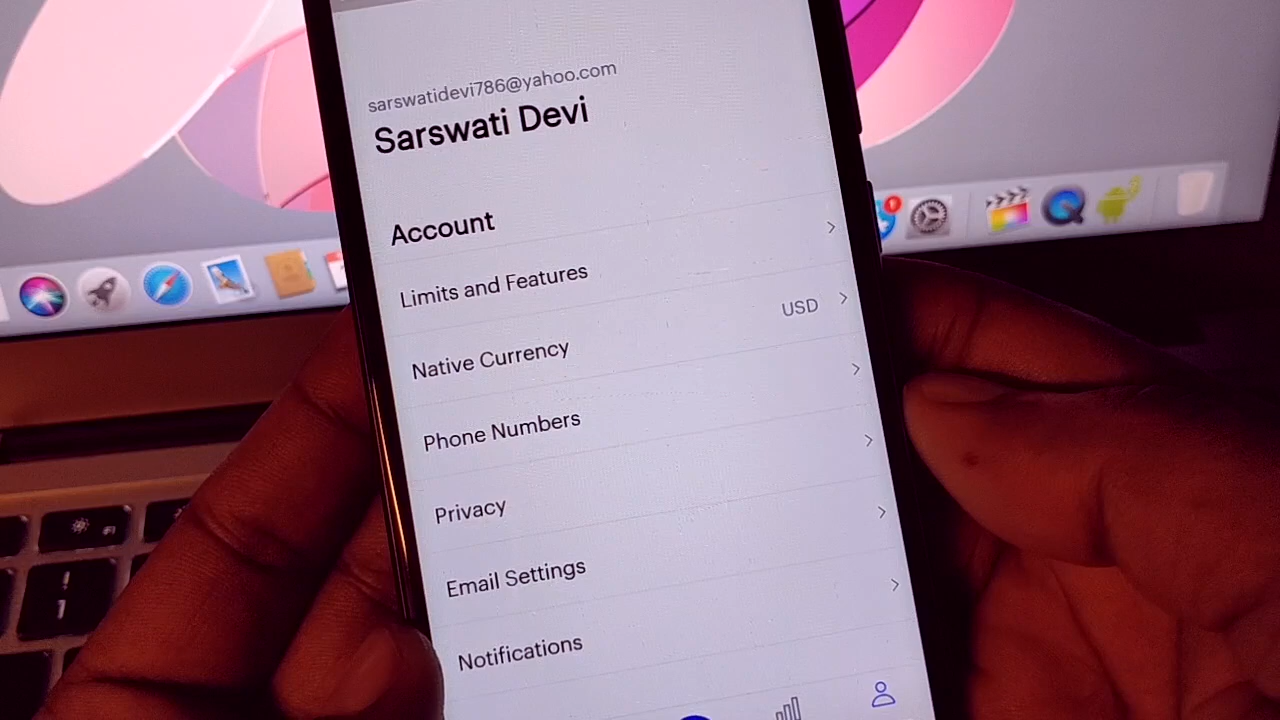 sarswatidevi786@yahoo.com
Sarswati Devi
Account
Limits and Features
Native Currency USD
Phone Numbers
Privacy
Email Settings
Notifications